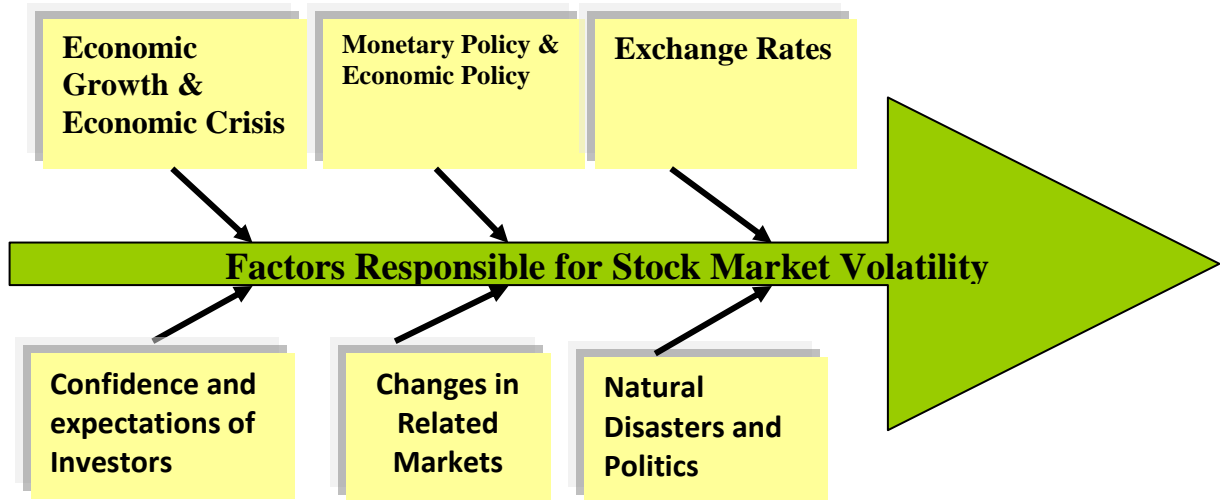 Economic
Growth &
Economic Crisis
Monetary Policy &
Economic Policy
Exchange Rates
Factors Responsible for Stock Market Volatility
Confidence and
expectations of
Investors
Changes in
Related
Markets
Natural
Disasters and
Politics